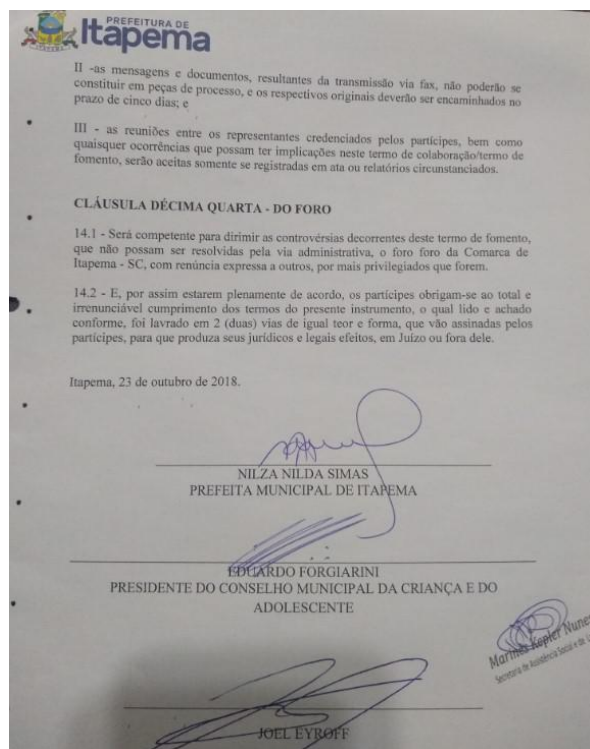 PREFEITURA DE
Itapema
II -as mensagens e documentos, resultantes da transmissão via fax, não poderão se
constituir em peças de processo, e os respectivos originais deverão ser encaminhados no
prazo de cinco dias; e
III - as reuniões entre os representantes credenciados pelos partícipes, bem como
quaisquer ocorrências que possam ter implicações neste termo de colaboração/termo de
fomento, serão aceitas somente se registradas em ata ou relatórios circunstanciados.
CLÁUSULA DÉCIMA QUARTA - DO FORO
14.1 - Será competente para dirimir as controvérsias decorrentes deste termo de fomento,
que não possam ser resolvidas pela via administrativa, o foro foro da Comarca de
Itapema - SC, com renúncia expressa a outros, por mais privilegiados que forem.
14.2 - E, por assim estarem plenamente de acordo, os partícipes obrigam-se ao total e
irrenunciável cumprimento dos termos do presente instrumento, o qual lido e achado
conforme, foi lavrado em 2 (duas) vias de igual teor e forma, que vão assinadas pelos
partícipes, para que produza seus jurídicos e legais efeitos, em Juízo ou fora dele.
Itapema, 23 de outubro de 2018.
NILZA NILDA SIMAS
PREFEITA MUNICIPAL DE ITAPEMA
EDUARDO FORGIARINI
PRESIDENTE DO CONSELHO MUNICIPAL DA CRIANÇA E DO
ADOLESCENTE
Kepler Nunes
Secretaria de Assistência Social e de
JOEL EYROFF